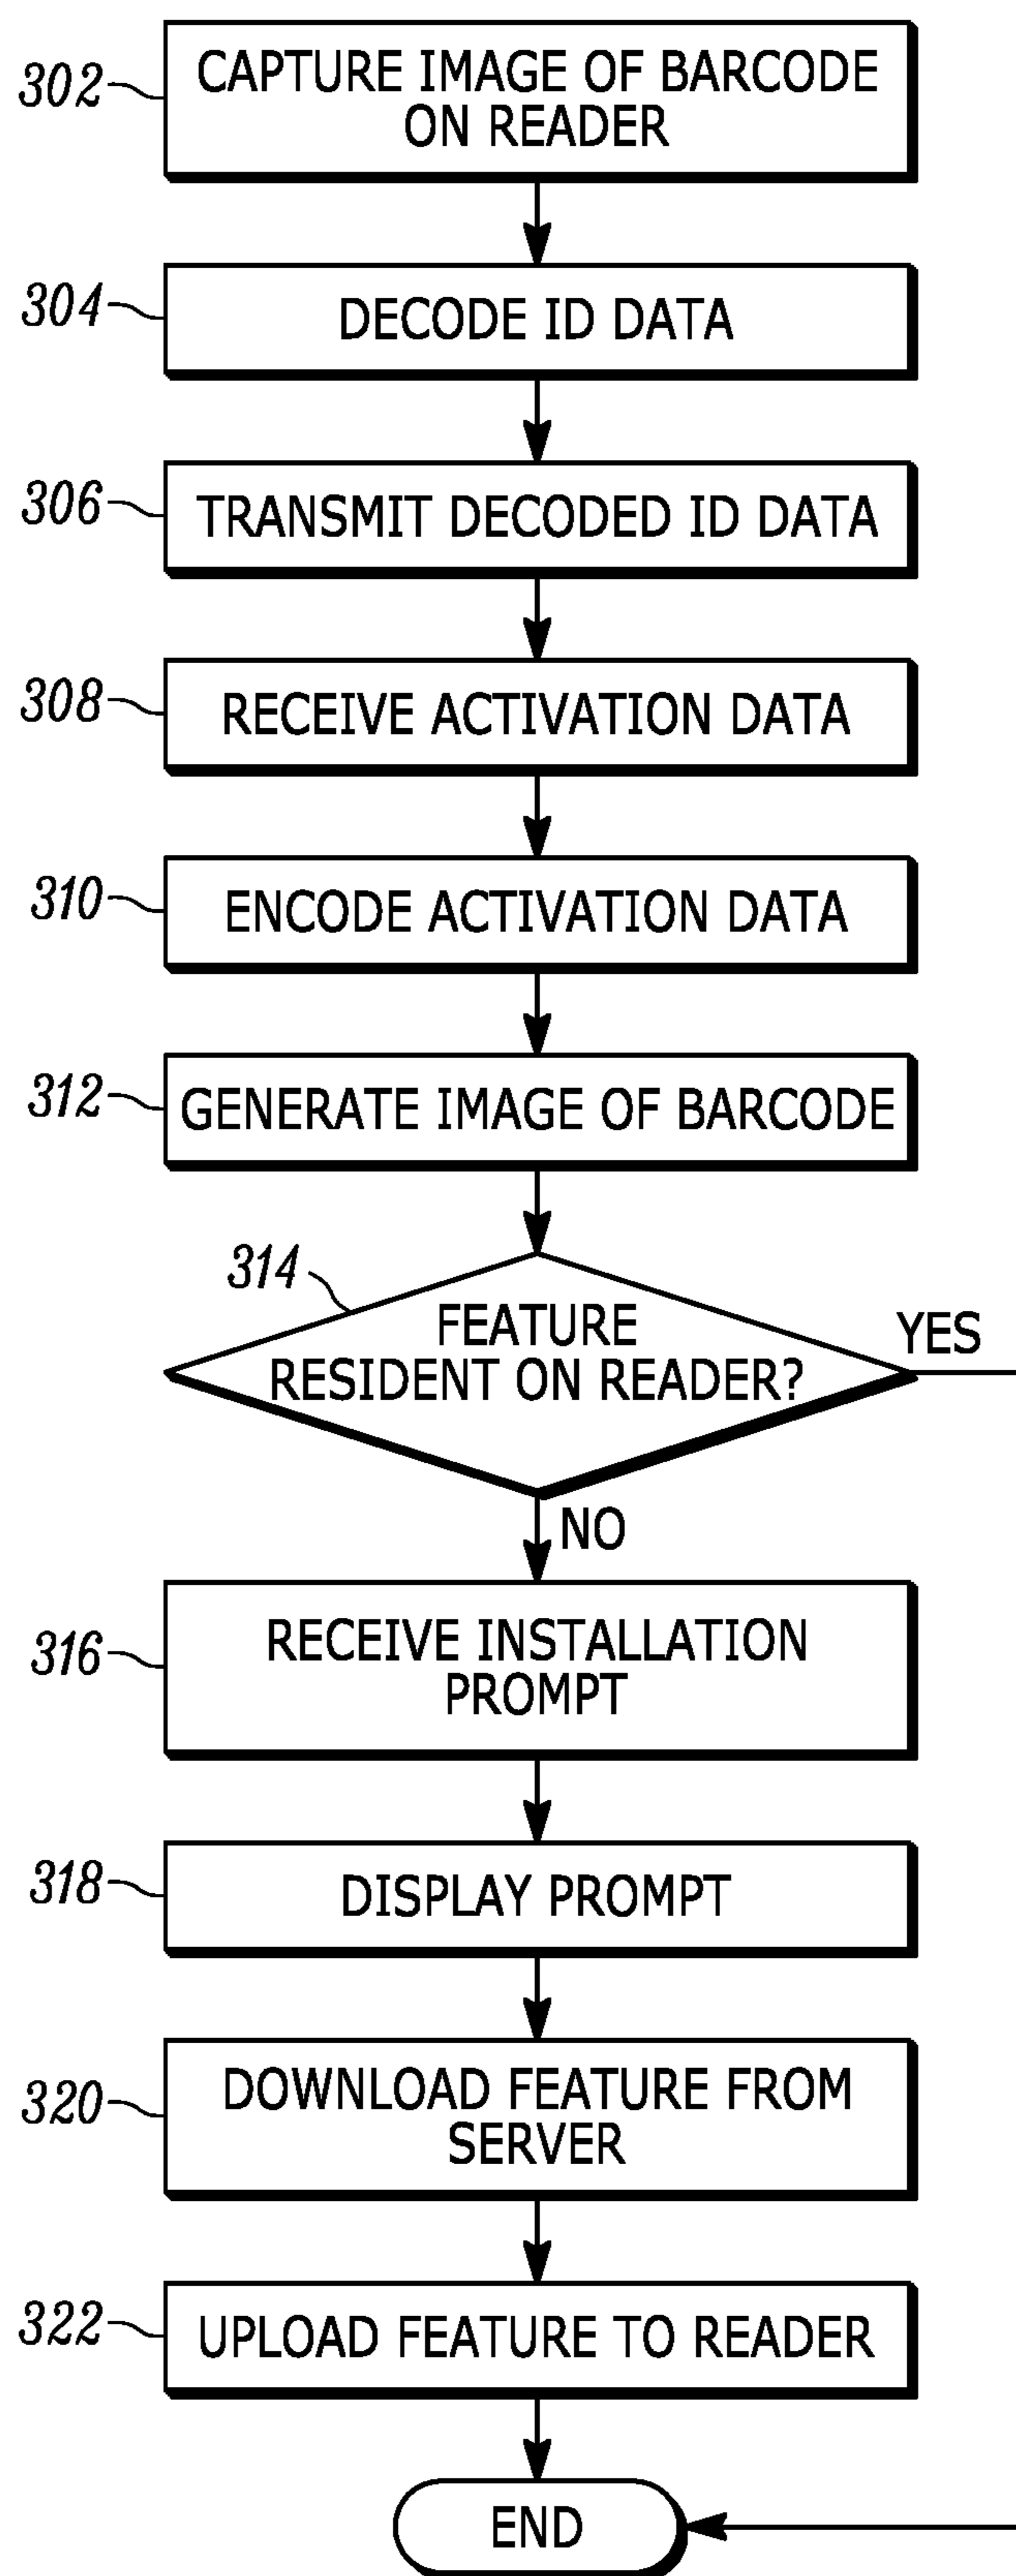 302
CAPTURE IMAGE OF BARCODE
ON READER
304
DECODE ID DATA
306
TRANSMIT DECODED ID DATA
308
RECEIVE ACTIVATION DATA
310
ENCODE ACTIVATION DATA
312
GENERATE IMAGE OF BARCODE
314
FEATURE
RESIDENT ON READER?
YES
NO
316
RECEIVE INSTALLATION
PROMPT
318
DISPLAY PROMPT
320
DOWNLOAD FEATURE FROM
SERVER
322
UPLOAD FEATURE TO READER
END